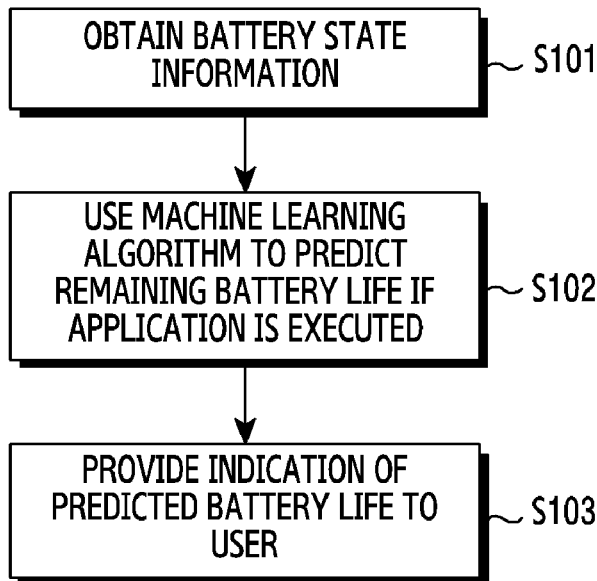 OBTAIN BATTERY STATE
INFORMATION
S101
USE MACHINE LEARNING
ALGORITHM TO PREDICT
REMAINING BATTERY LIFE IF
APPLICATION IS EXECUTED
S102
PROVIDE INDICATION OF
PREDICTED BATTERY LIFE TO
USER
S103